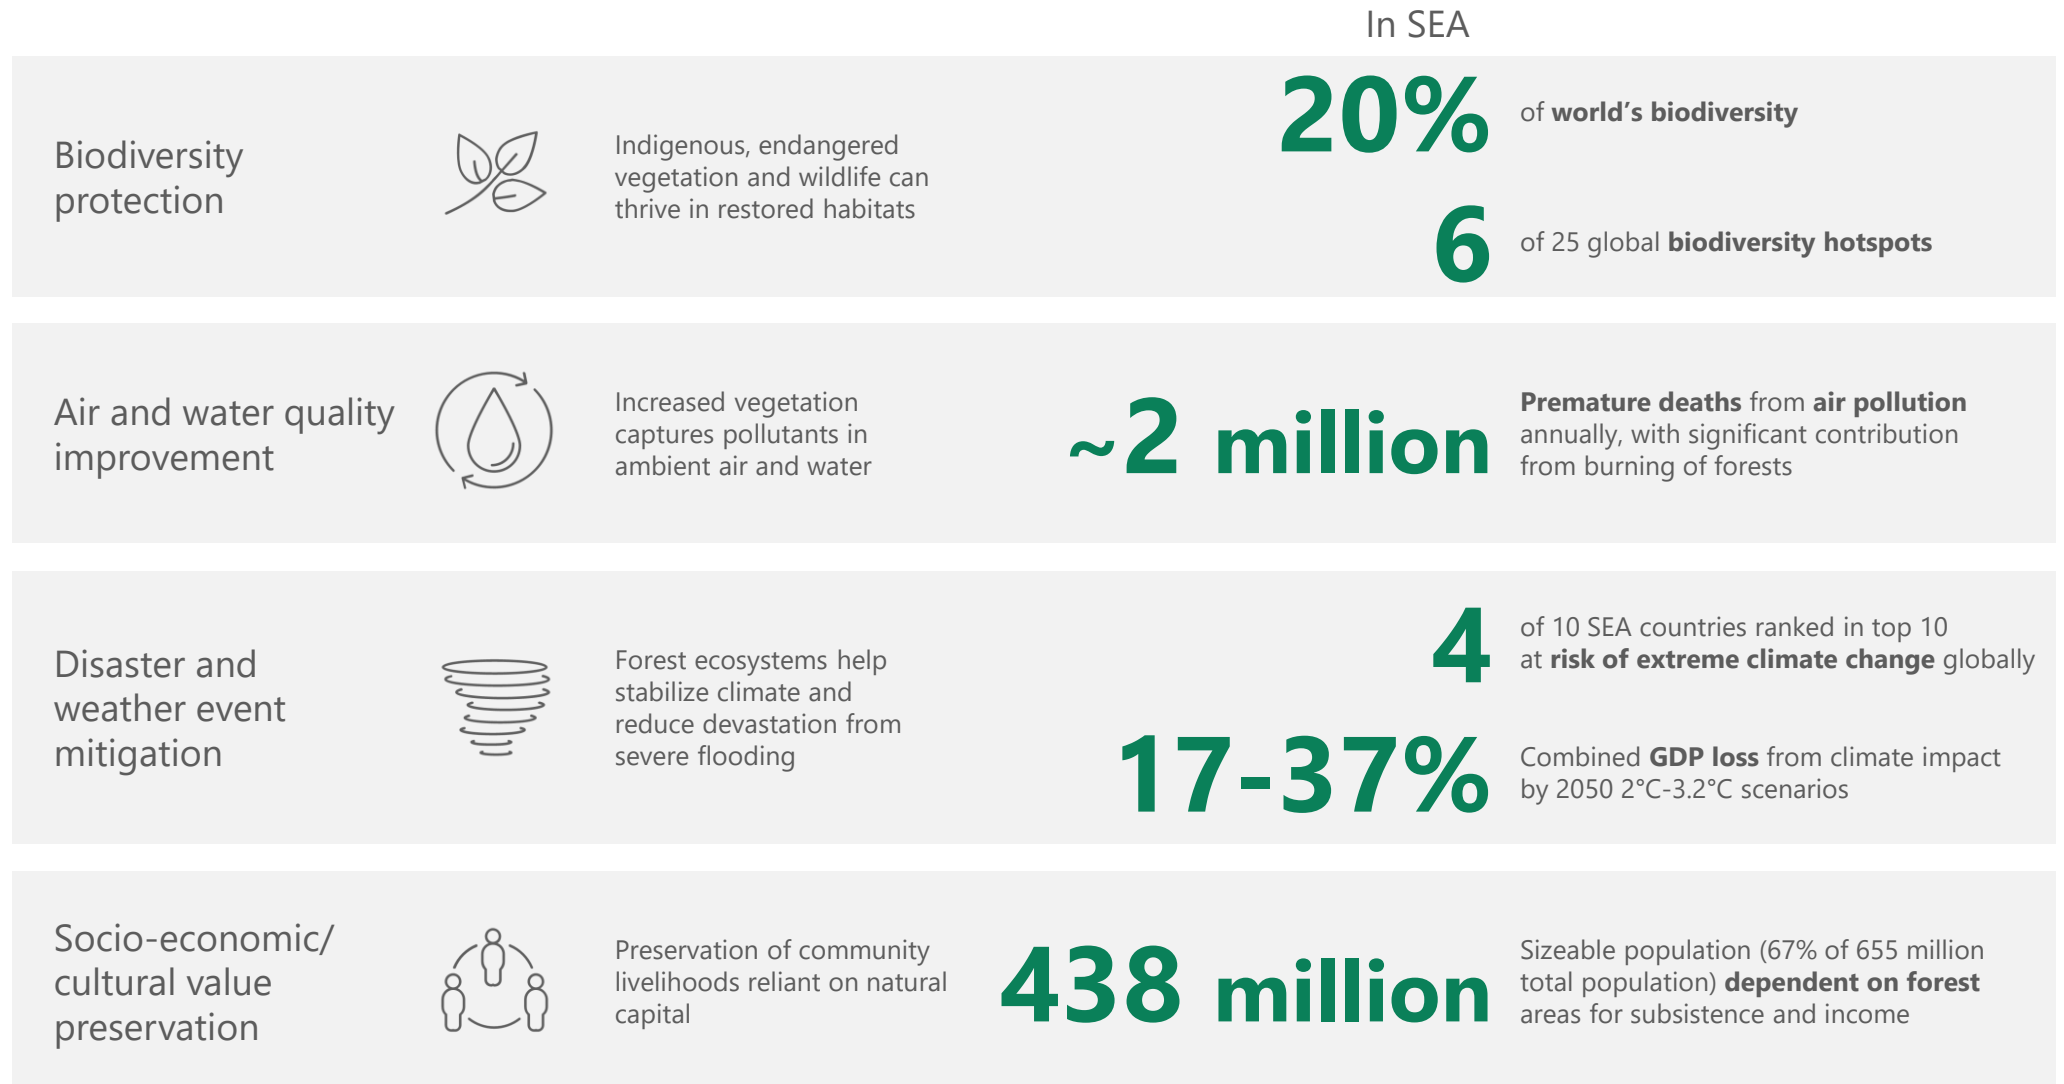 In SEA
Biodiversity
protection
Indigenous, endangered
vegetation and wildlife can
thrive in restored habitats
20%
of world's biodiversity
6
of 25 global biodiversity hotspots
Air and water quality
improvement
Increased vegetation
captures pollutants in
ambient air and water
~2 million
Premature deaths from air pollution
annually, with significant contribution
from burning of forests
Disaster and
weather event
mitigation
Forest ecosystems help
stabilize climate and
reduce devastation from
severe flooding
4
of 10 SEA countries ranked in top 10
at risk of extreme climate change globally
17-37%
Combined GDP loss from climate impact
by 2050 2°C-3.2°C scenarios
Socio-economic/
cultural value
preservation
Preservation of community
livelihoods reliant on natural
capital
438 million
Sizeable population (67% of 655 million
total population) dependent on forest
areas for subsistence and income